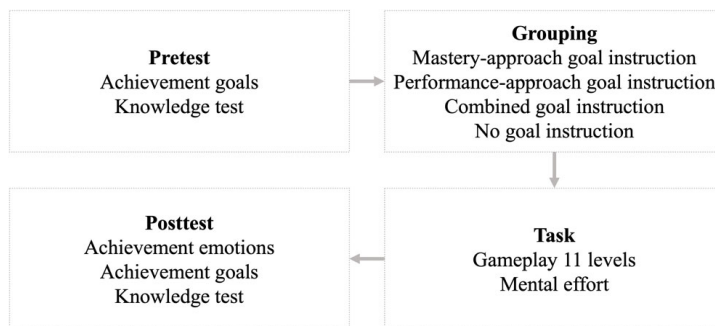 Pretest
Achievement goals
Knowledge test
Grouping
Mastery-approach goal instruction
Performance-approach goal instruction
Combined goal instruction
No goal instruction
Task
Gameplay 11 levels
Mental effort
Posttest
Achievement emotions
Achievement goals
Knowledge test